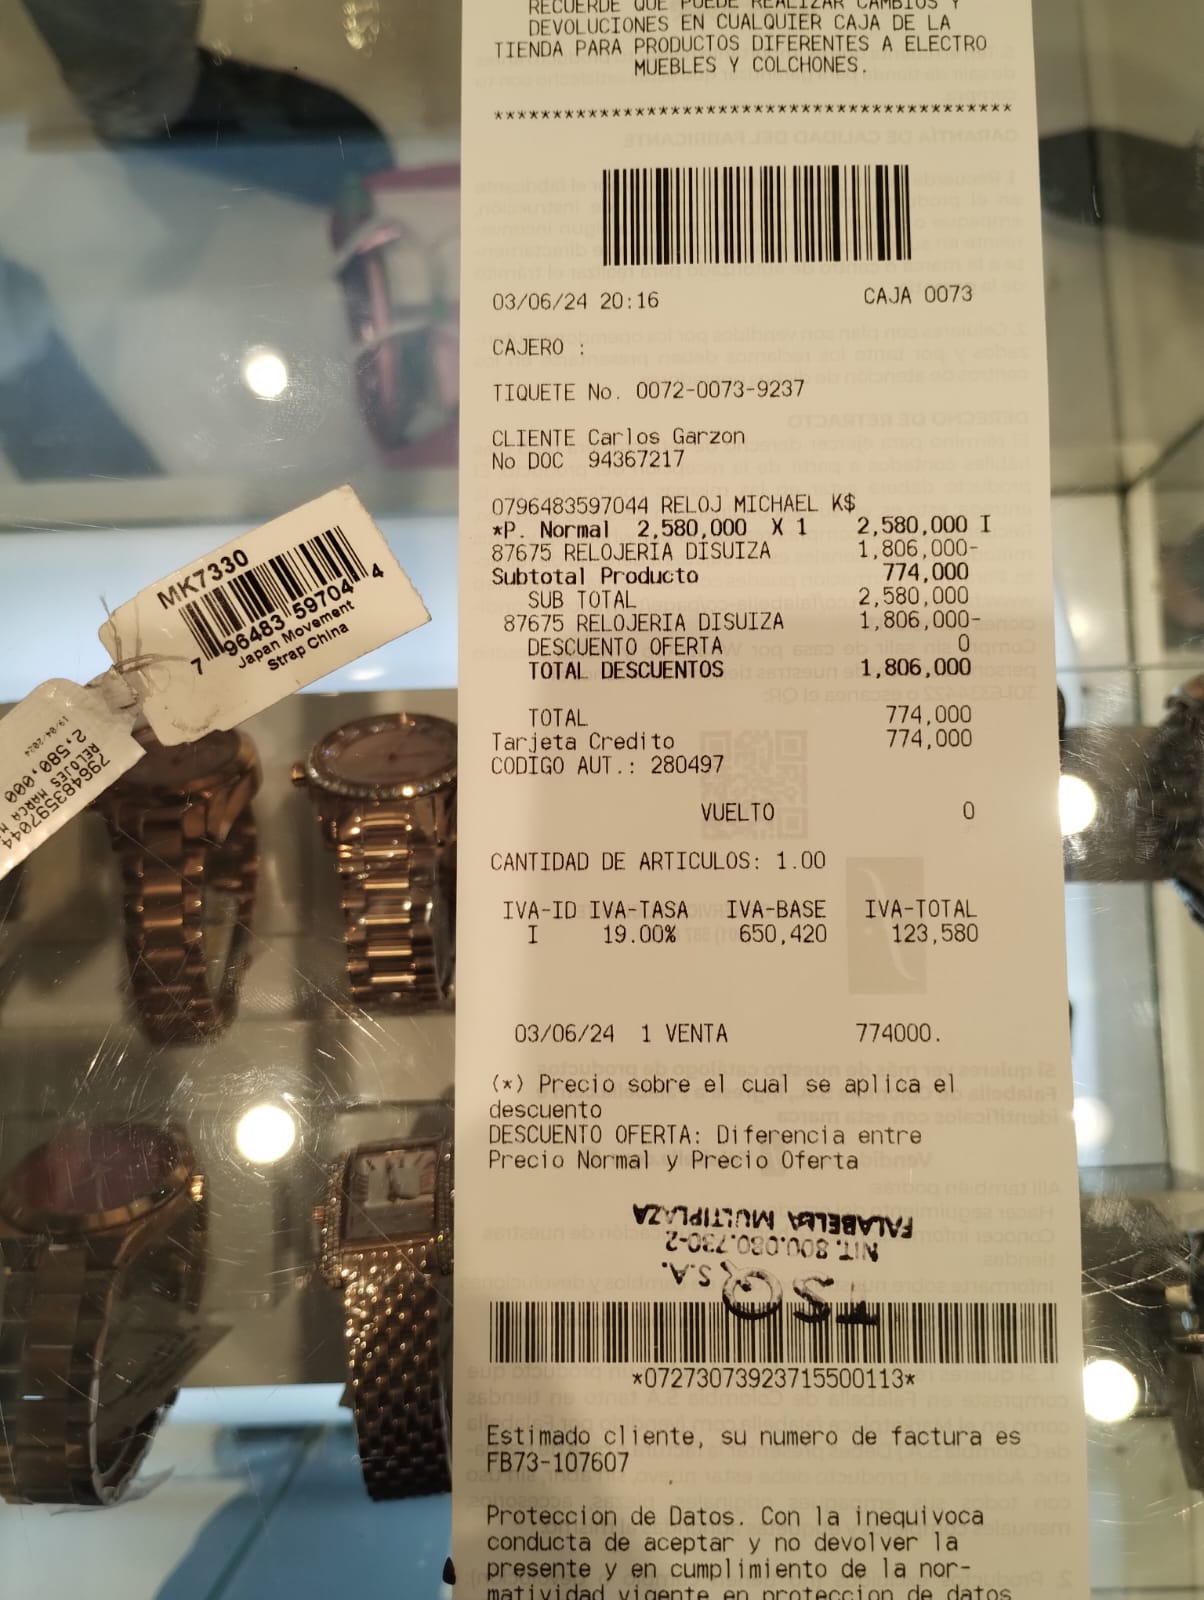 RECUERDE QUE PUEDE REALIZAR CAMBIOS Y
DEVOLUCIONES EN CUALQUIER CAJA DE LA
TIENDA PARA PRODUCTOS DIFERENTES A ELECTRO
MUEBLES Y COLCHONES.
********************************************
03/06/24 20:16 CAJA 0073
CAJERO :
TIQUETE No. 0072-0073-9237
CLIENTE Carlos Garzon
No DOC 94367217
0796483597044 RELOJ MICHAEL K$
*P. Normal 2,580,000 X 1 2,580,000 I
87675 RELOJERIA DISUIZA 1,806,000-
Subtotal Producto 774,000
SUB TOTAL 2,580,000
87675 RELOJERIA DISUIZA 1,806,000-
DESCUENTO OFERTA 0
TOTAL DESCUENTOS 1,806,000
TOTAL 774,000
Tarjeta Credito 774,000
CODIGO AUT.: 280497
VUELTO 0
CANTIDAD DE ARTICULOS: 1.00
IVA-ID IVA-TASA IVA-BASE IVA-TOTAL
I 19.00% 650,420 123,580
03/06/24 1 VENTA 774000.
(*) Precio sobre el cual se aplica el
descuento
DESCUENTO OFERTA: Diferencia entre
Precio Normal y Precio Oferta
FALABELLA MULTIPLAZA
NIT. 800.080.730-2
TSQ S.A.
*07273073923715500113*
Estimado cliente, su numero de factura es
FB73-107607
Proteccion de Datos. Con la inequivoca
conducta de aceptar y no devolver la
presente y en cumplimiento de la nor-
matividad vigente en proteccion de datos
MK7330
7 96483 59704 4
Japan Movement
Strap China
796483597044
RELOJES MARCA
2,580,000
19/04/2024